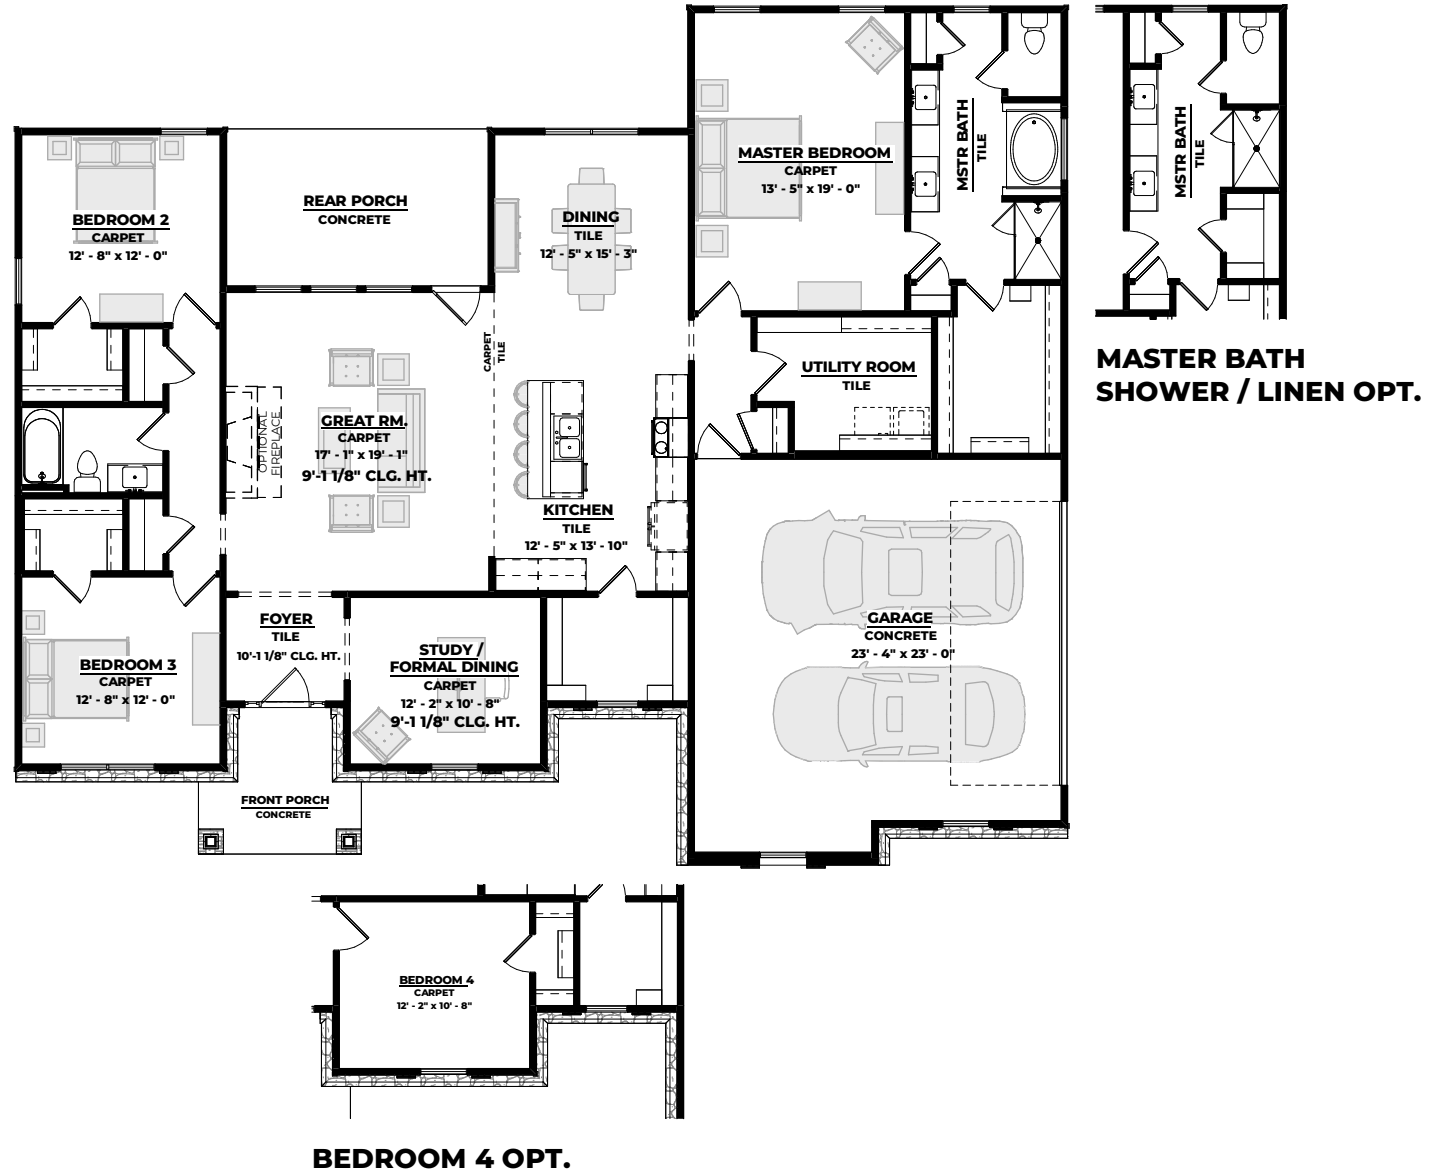 BEDROOM 2
CARPET
12' - 8" x 12' - 0"
REAR PORCH
CONCRETE
DINING
TILE
12' - 5" x 15' - 3"
MASTER BEDROOM
CARPET
13' - 5" x 19' - 0"
MSTR BATH
TILE
MSTR BATH
TILE
MASTER BATH
SHOWER / LINEN OPT.
CARPET
TILE
UTILITY ROOM
TILE
OPTIONAL
FIREPLACE
GREAT RM.
CARPET
17' - 1" x 19' - 1"
9'-1 1/8" CLG. HT.
KITCHEN
TILE
12' - 5" x 13' - 10"
GARAGE
CONCRETE
23' - 4" x 23' - 0"
FOYER
TILE
10'-1 1/8" CLG. HT.
STUDY /
FORMAL DINING
CARPET
12' - 2" x 10' - 8"
9'-1 1/8" CLG. HT.
BEDROOM 3
CARPET
12' - 8" x 12' - 0"
FRONT PORCH
CONCRETE
BEDROOM 4
CARPET
12' - 2" x 10' - 8"
BEDROOM 4 OPT.